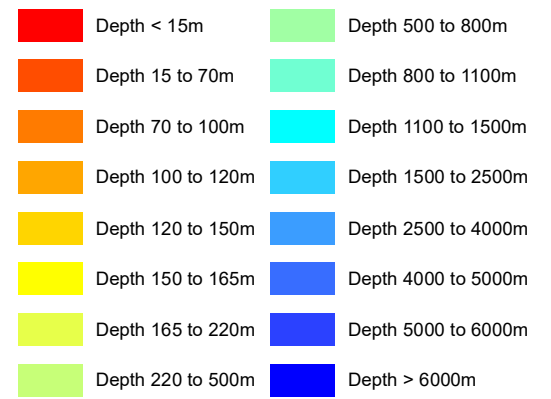 Depth < 15m
Depth 15 to 70m
Depth 70 to 100m
Depth 100 to 120m
Depth 120 to 150m
Depth 150 to 165m
Depth 165 to 220m
Depth 220 to 500m
Depth 500 to 800m
Depth 800 to 1100m
Depth 1100 to 1500m
Depth 1500 to 2500m
Depth 2500 to 4000m
Depth 4000 to 5000m
Depth 5000 to 6000m
Depth > 6000m